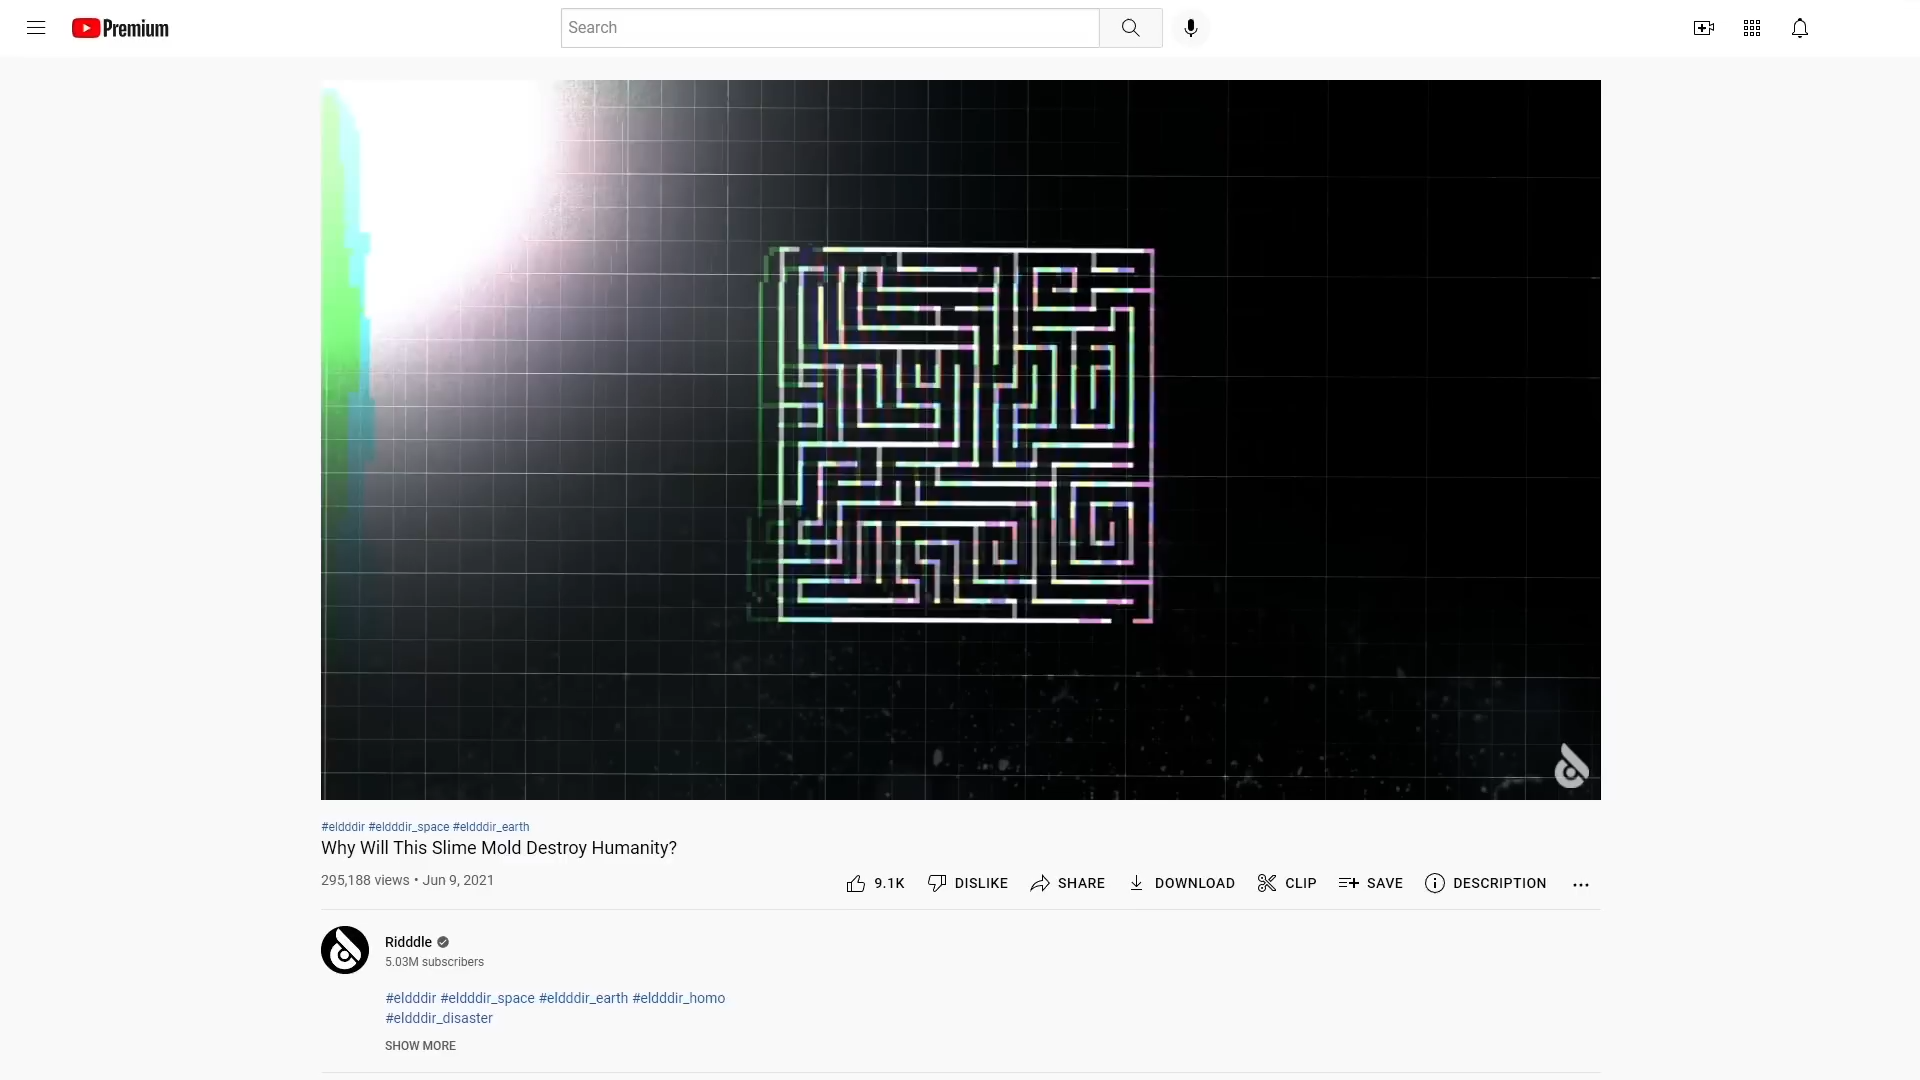 Premium
Search
#eldddir #eldddir_space #eldddir_earth
Why Will This Slime Mold Destroy Humanity?
295,188 views • Jun 9, 2021
9.1K
DISLIKE
SHARE
DOWNLOAD
CLIP
SAVE
DESCRIPTION
Ridddle
5.03M subscribers
#eldddir #eldddir_space #eldddir_earth #eldddir_homo
#eldddir_disaster
SHOW MORE